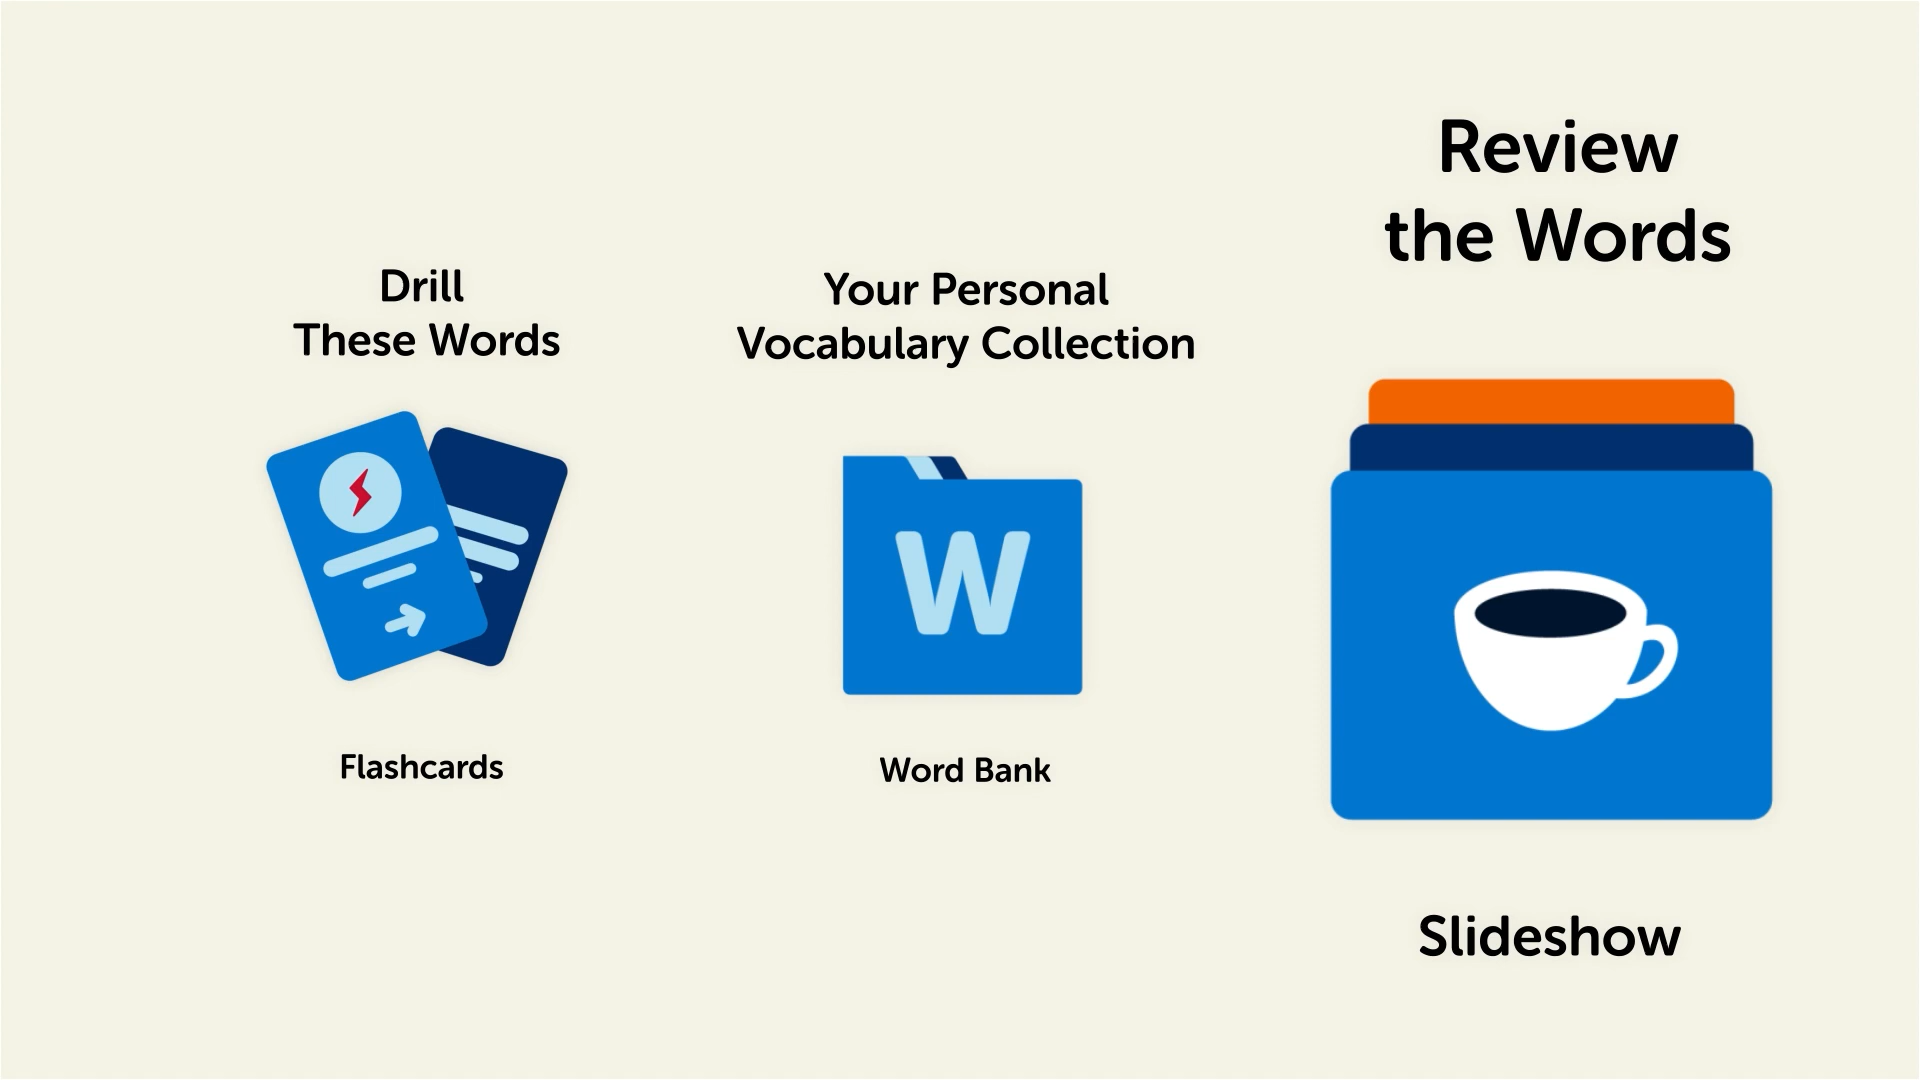 Drill
These Words
Flashcards
Your Personal
Vocabulary Collection
W
Word Bank
Review
the Words
Slideshow